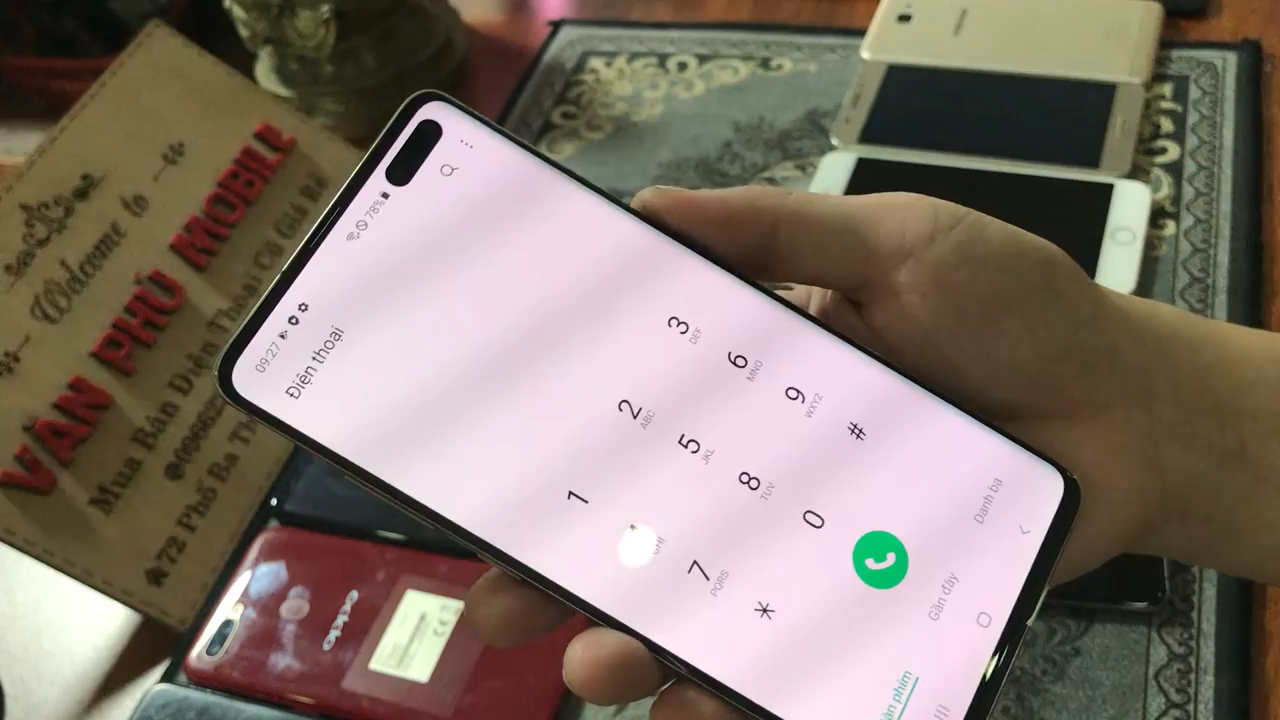 Welcome to
VĂN PHÚ MOBILE
Mua Bán Điện Thoại Cũ Giá Rẻ
72 Phố Ba
oppo
CE
09:27
78%
Điện thoại
1
2
ABC
3
DEF
5
JKL
6
MNO
7
PQRS
8
TUV
9
WXYZ
*
0
#
Gần đây
Danh bạ